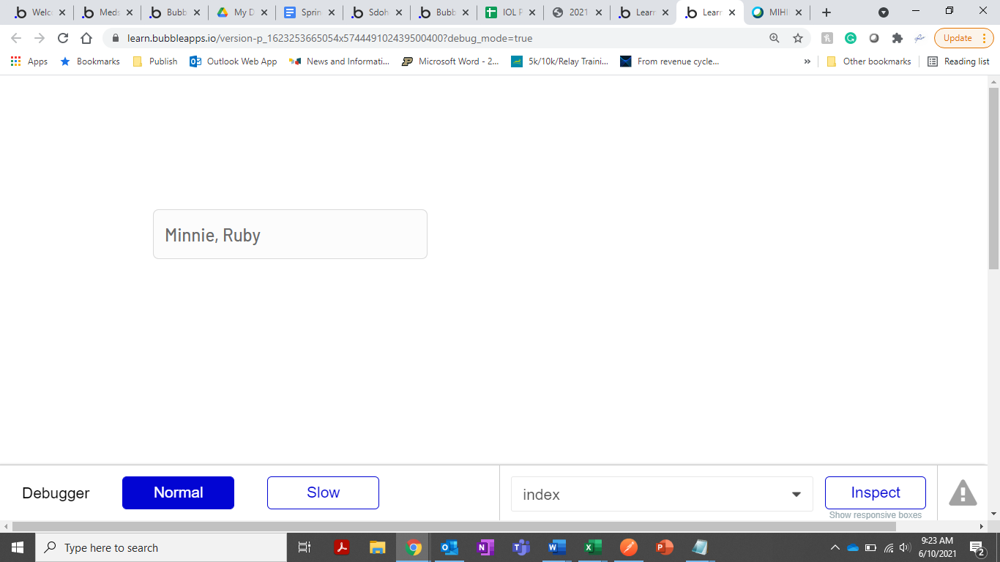 Welc
Meds
Bubb
My D
Sprin
Sdoh
Bubb
IOL P
2021
Learn
Learn
MIHI
learn.bubbleapps.io/version-p_1623253665054x574449102439500400?debug_mode=true
Update
Apps
Bookmarks
Publish
Outlook Web App
News and Informati...
Microsoft Word - 2...
5k/10k/Relay Traini...
From revenue cycle...
»
Other bookmarks
Reading list
Minnie, Ruby
Debugger
Normal
Slow
index
Inspect
Show responsive boxes
Type here to search
9:23 AM
6/10/2021
2